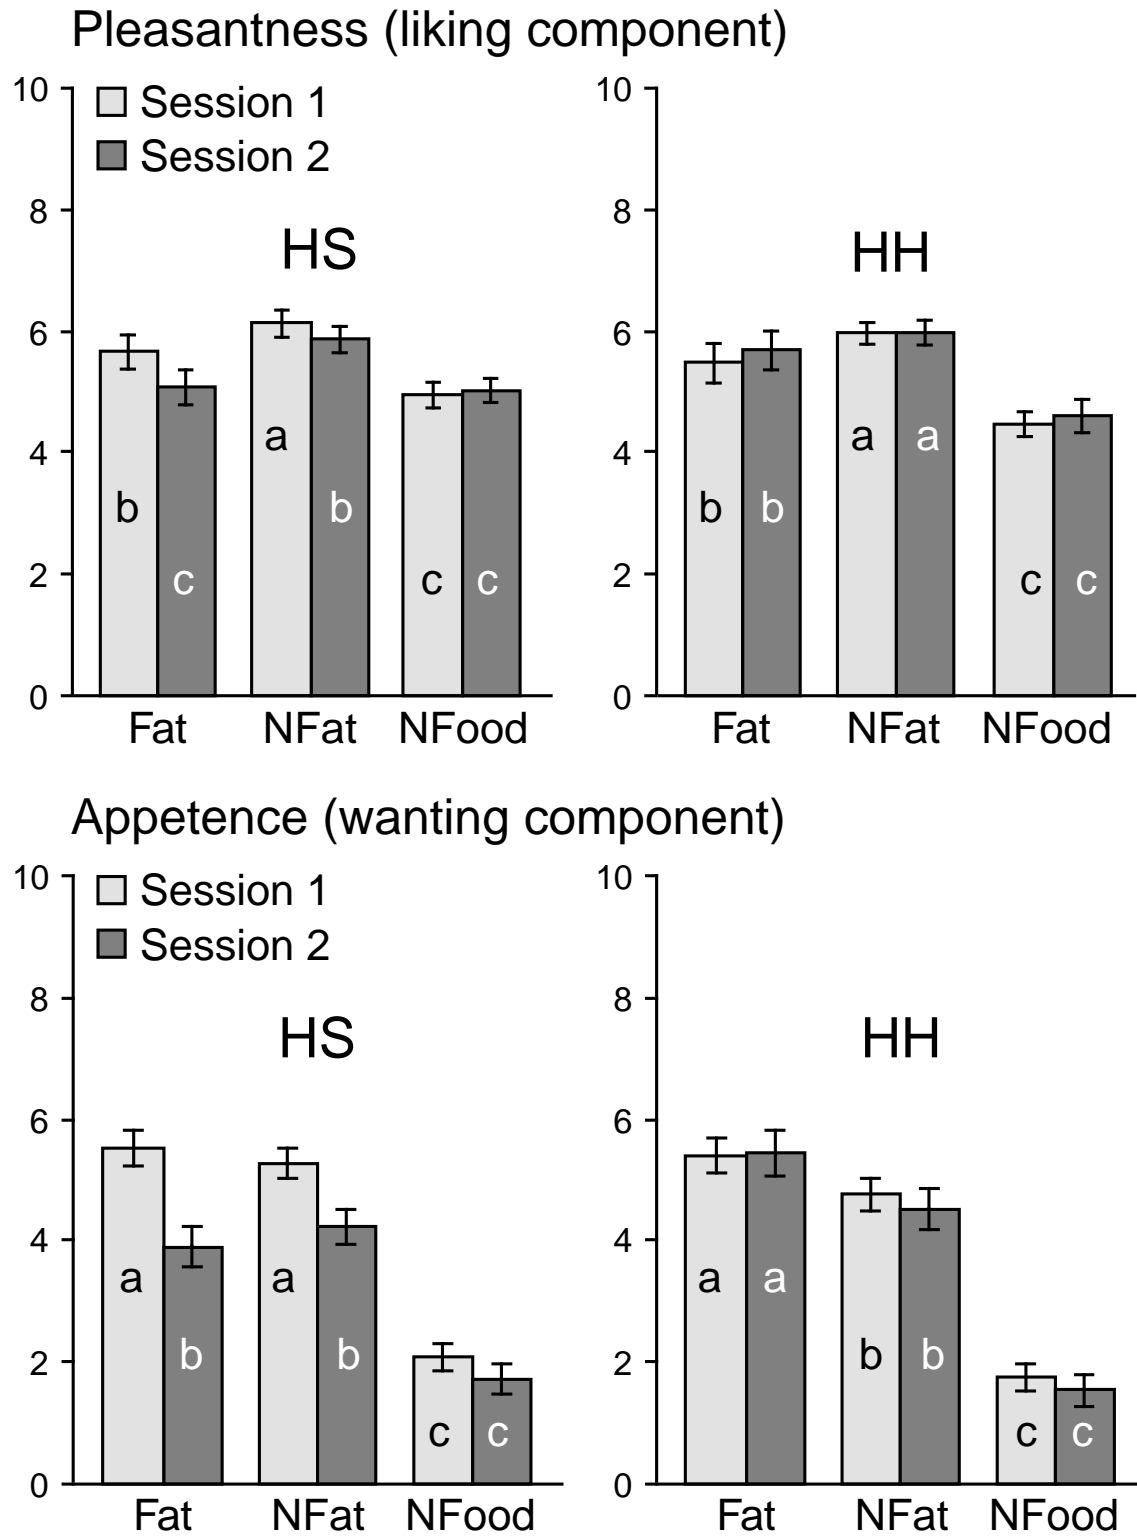 Pleasantness (liking component)
10
8
6
4
2
0
Session 1
Session 2
HS
b
c
a
b
c
c
Fat NFat NFood
10
8
6
4
2
0
HH
b
b
a
a
c
c
Fat NFat NFood
Appetence (wanting component)
10
8
6
4
2
0
Session 1
Session 2
HS
a
b
a
b
c
c
Fat NFat NFood
10
8
6
4
2
0
HH
a
a
b
b
c
c
Fat NFat NFood